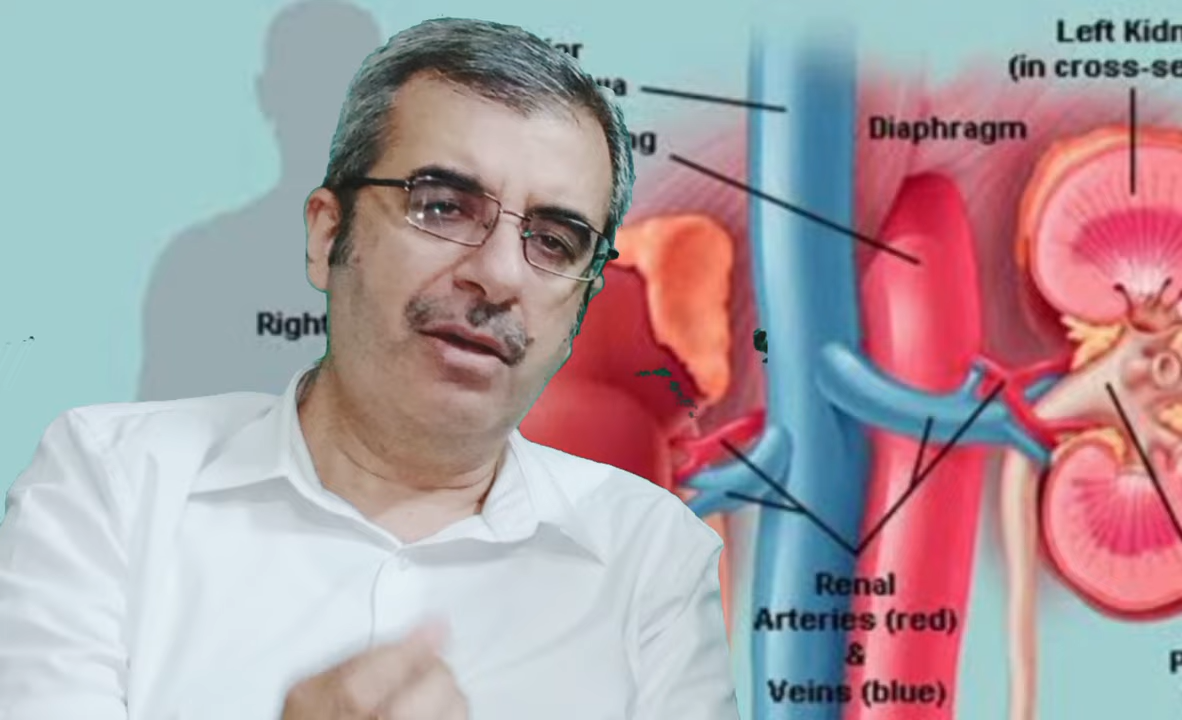 Left Kidn
(in cross-se
Diaphragm
Right
Renal
Arteries (red)
&
Veins (blue)